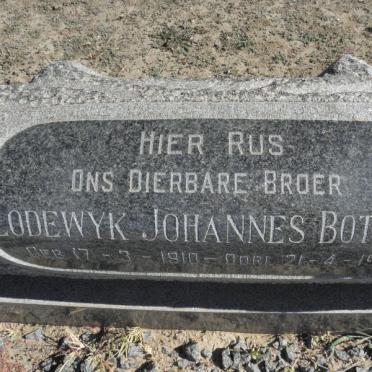 HIER RUS
ONS DIERBARE BROER
LODEWYK JOHANNES BOT
GEB. 17 - 3 - 1910 - OORL. 21 - 4 - 19